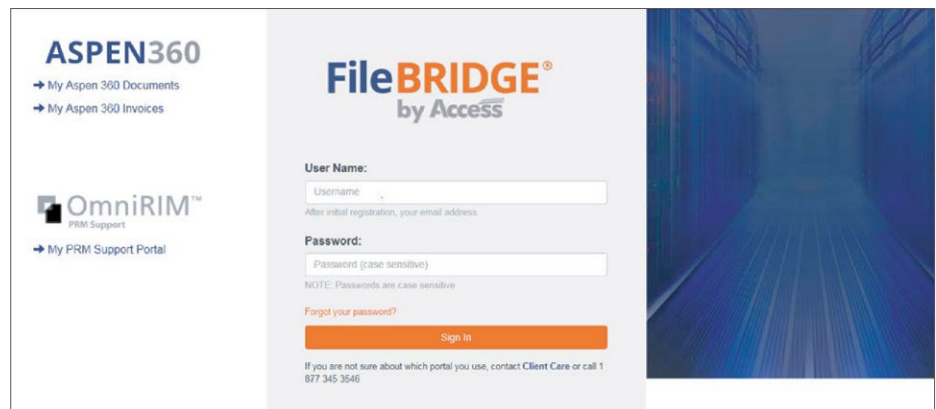 ASPEN360
➔ My Aspen 360 Documents
➔ My Aspen 360 Invoices
OmniRIM™
PRM Support
➔ My PRM Support Portal
FileBRIDGE®
by Access
User Name:
Username
After initial registration, your email address
Password:
Password (case sensitive)
NOTE: Passwords are case sensitive
Forgot your password?
Sign In
If you are not sure about which portal you use, contact Client Care or call 1
877 345 3546